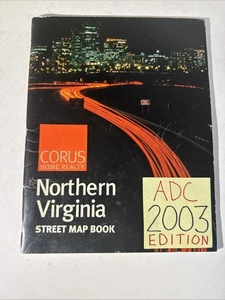 CORUS
HOME REALTY
Northern
Virginia
STREET MAP BOOK
ADC
2003
EDITION